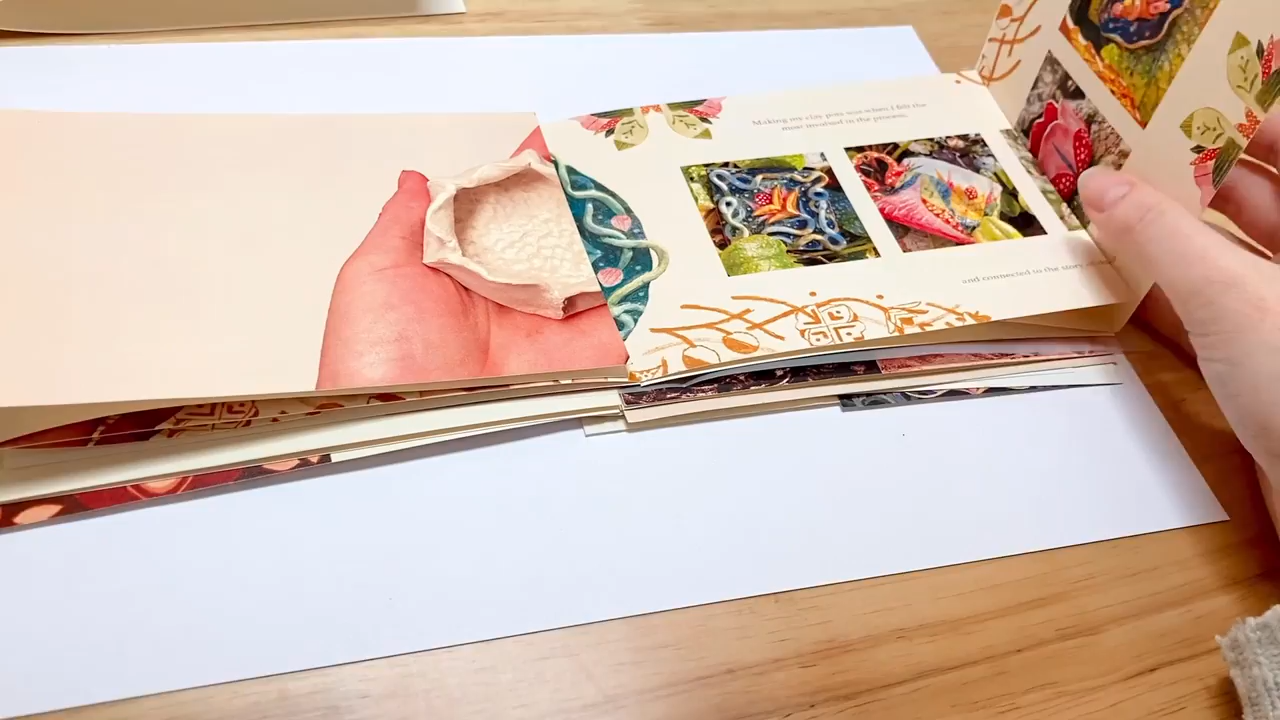 Making my clay pots was when I felt the
most involved in the process,
and connected to the story